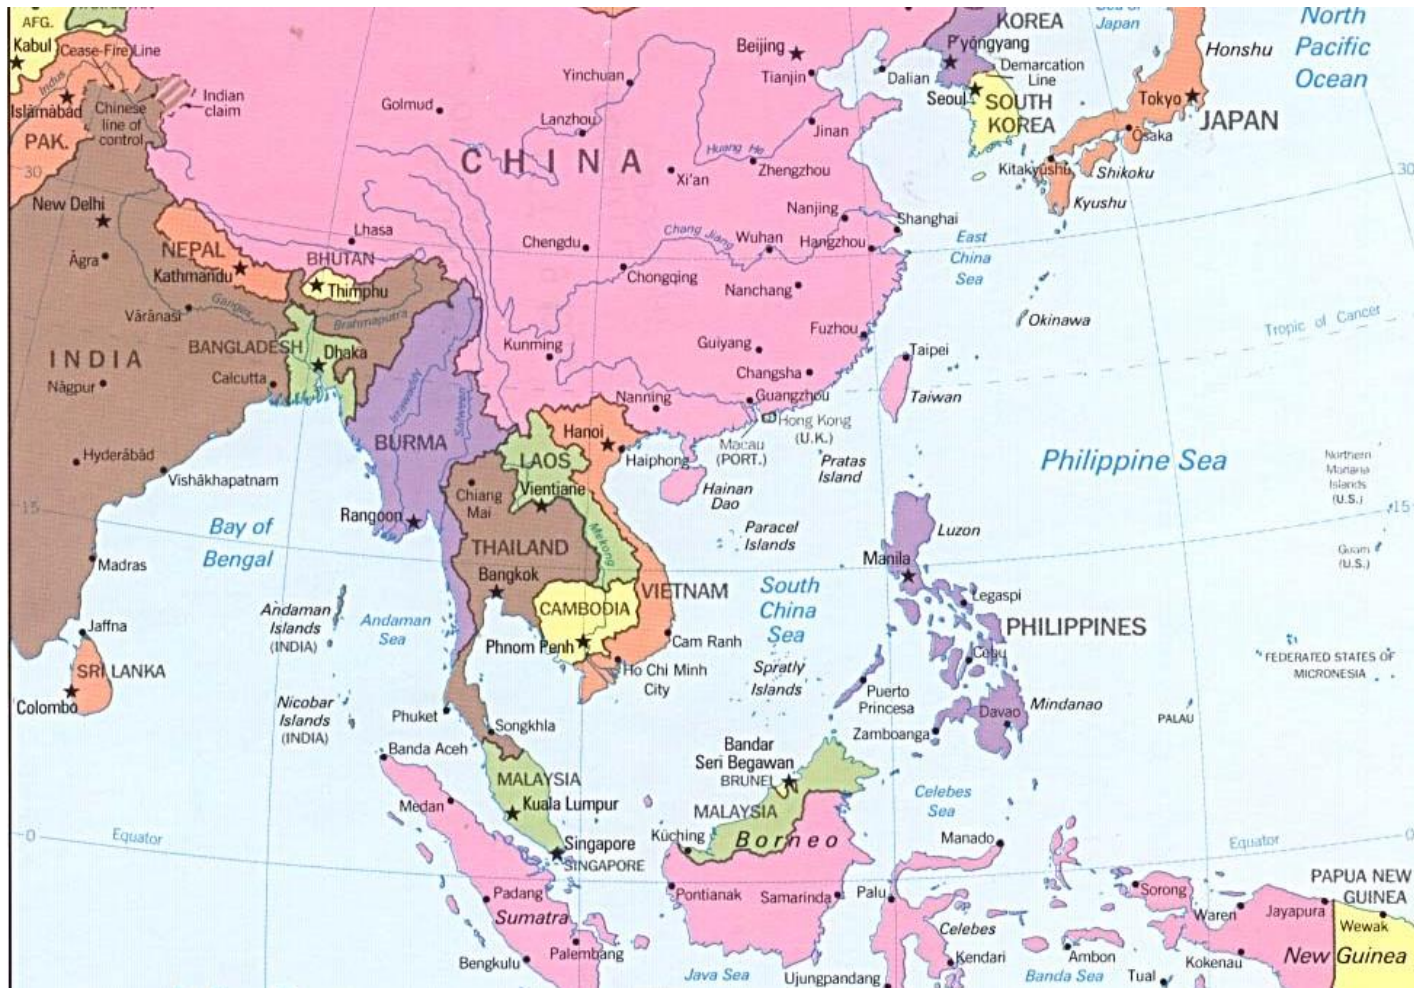 AFG.
Kabul
Cease-Fire Line
Indus
Islāmābād
Chinese
line of
control
Indian
claim
PAK.
30
New Delhi
Āgra
NEPAL
Kathmandu
Lhasa
BHUTAN
Thimphu
Vārānasi
Ganges
Brahmaputra
INDIA
BANGLADESH
Dhaka
Nāgpur
Calcutta
Hyderābād
Vishākhapatnam
15
Bay of
Bengal
Madras
Jaffna
SRI LANKA
Colombo
Andaman
Islands
(INDIA)
Andaman
Sea
Nicobar
Islands
(INDIA)
0
Equator
CHINA
Golmud
Yinchuan
Lanzhou
Beijing
Tianjin
Dalian
Jinan
Huang He
Zhengzhou
Xi'an
Nanjing
Shanghai
Chengdu
Chang Jiang
Wuhan
Hangzhou
Chongqing
Nanchang
Fuzhou
Kunming
Guiyang
Changsha
Nanning
Guangzhou
Hong Kong
(U.K.)
Macau
(PORT.)
Hainan
Dao
Pratas
Island
Taipei
Taiwan
KOREA
P'yŏngyang
Demarcation
Line
Seoul
SOUTH
KOREA
Sea of
Japan
North
Pacific
Ocean
Honshu
Tokyo
JAPAN
Ōsaka
Kitakyushu
Shikoku
Kyushu
30
East
China
Sea
Okinawa
Tropic of Cancer
BURMA
Irrawaddy
Salween
Rangoon
LAOS
Vientiane
Hanoi
Haiphong
Chiang
Mai
THAILAND
Bangkok
Mekong
CAMBODIA
Phnom Penh
VIETNAM
Cam Ranh
Ho Chi Minh
City
Paracel
Islands
South
China
Sea
Spratly
Islands
Philippine Sea
Northern
Mariana
Islands
(U.S.)
15
Guam
(U.S.)
Luzon
Manila
Legaspi
PHILIPPINES
Cebu
Puerto
Princesa
Mindanao
Davao
Zamboanga
PALAU
FEDERATED STATES OF
MICRONESIA
Phuket
Songkhla
Banda Aceh
MALAYSIA
Medan
Kuala Lumpur
Singapore
SINGAPORE
Padang
Sumatra
Palembang
Bengkulu
Bandar
Seri Begawan
BRUNEI
MALAYSIA
Kuching
Borneo
Pontianak
Samarinda
Java Sea
Celebes
Sea
Manado
Palu
Celebes
Kendari
Ujungpandang
Equator
0
Sorong
Waren
Jayapura
PAPUA NEW
GUINEA
Wewak
New Guinea
Ambon
Banda Sea
Tual
Kokenau